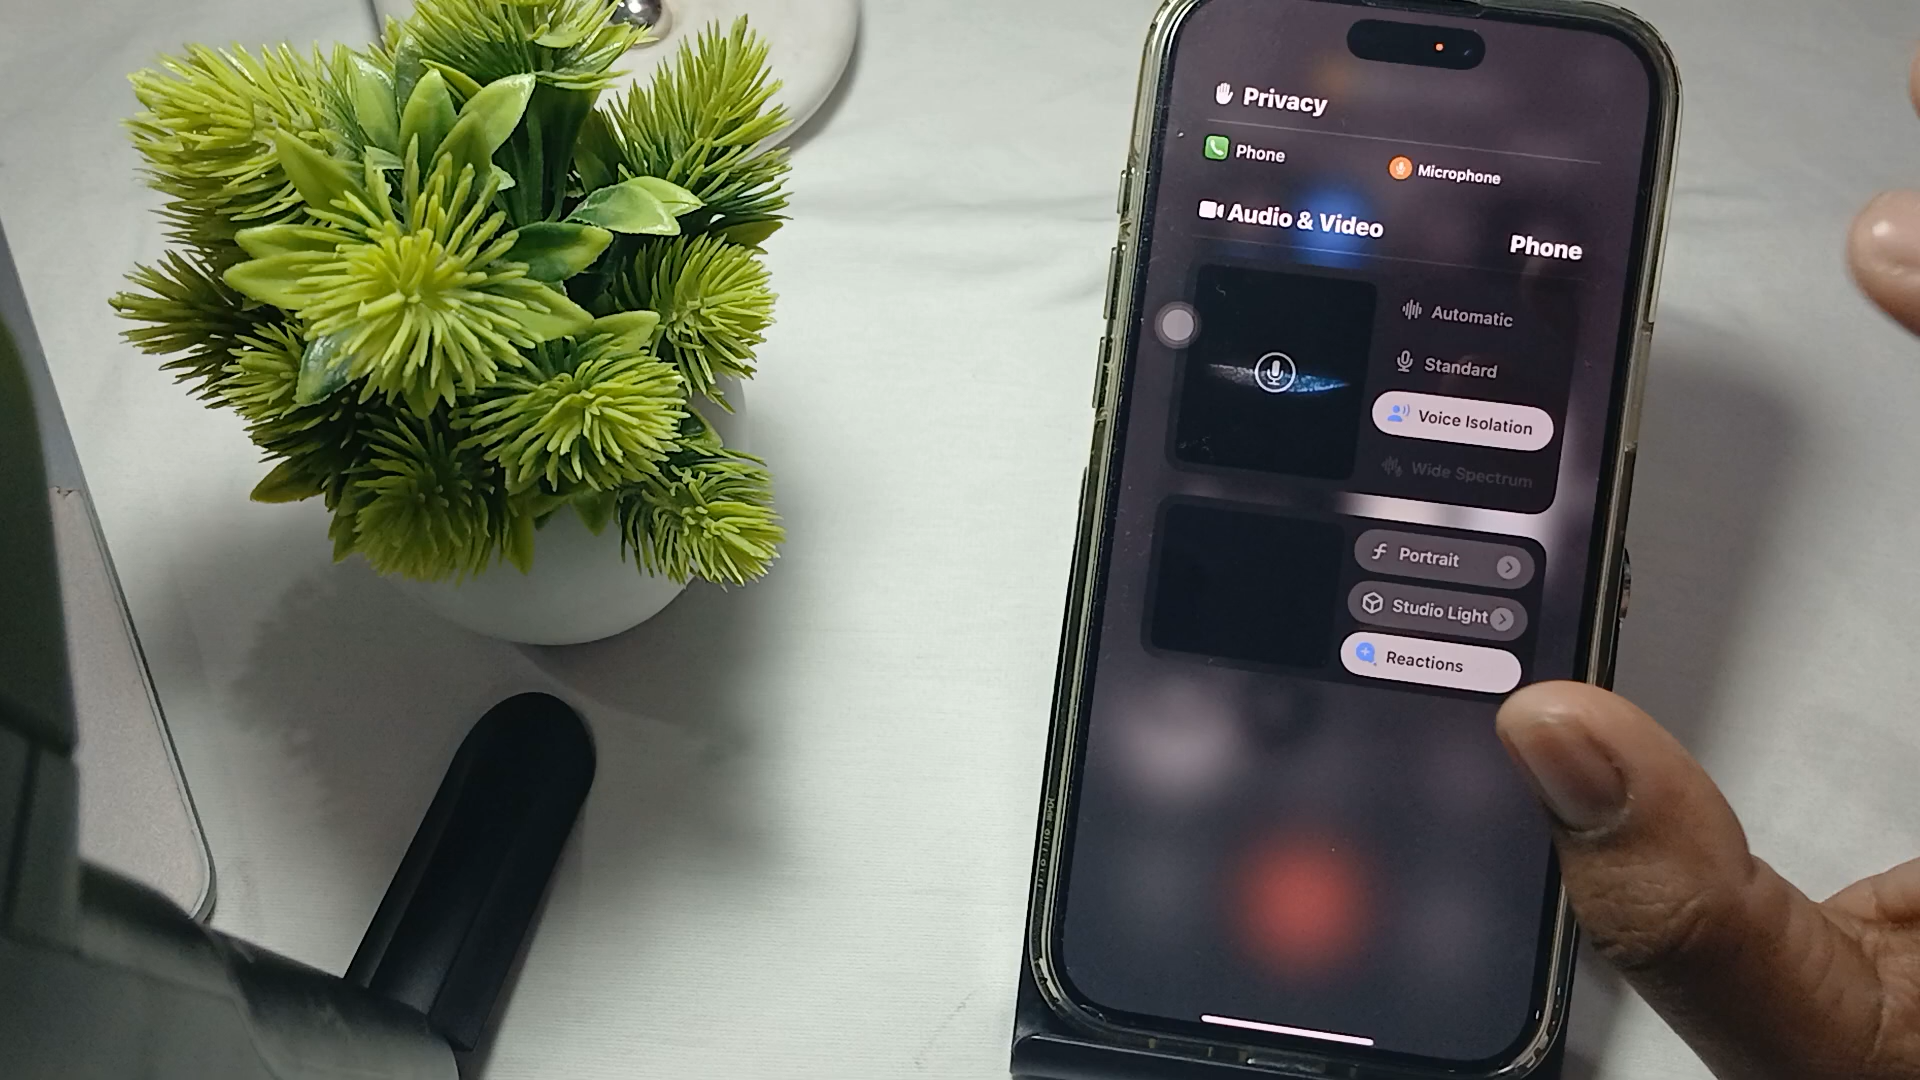 Privacy
Phone
Microphone
Audio & Video
Phone
Automatic
Standard
Voice Isolation
Wide Spectrum
Portrait
Studio Light
Reactions